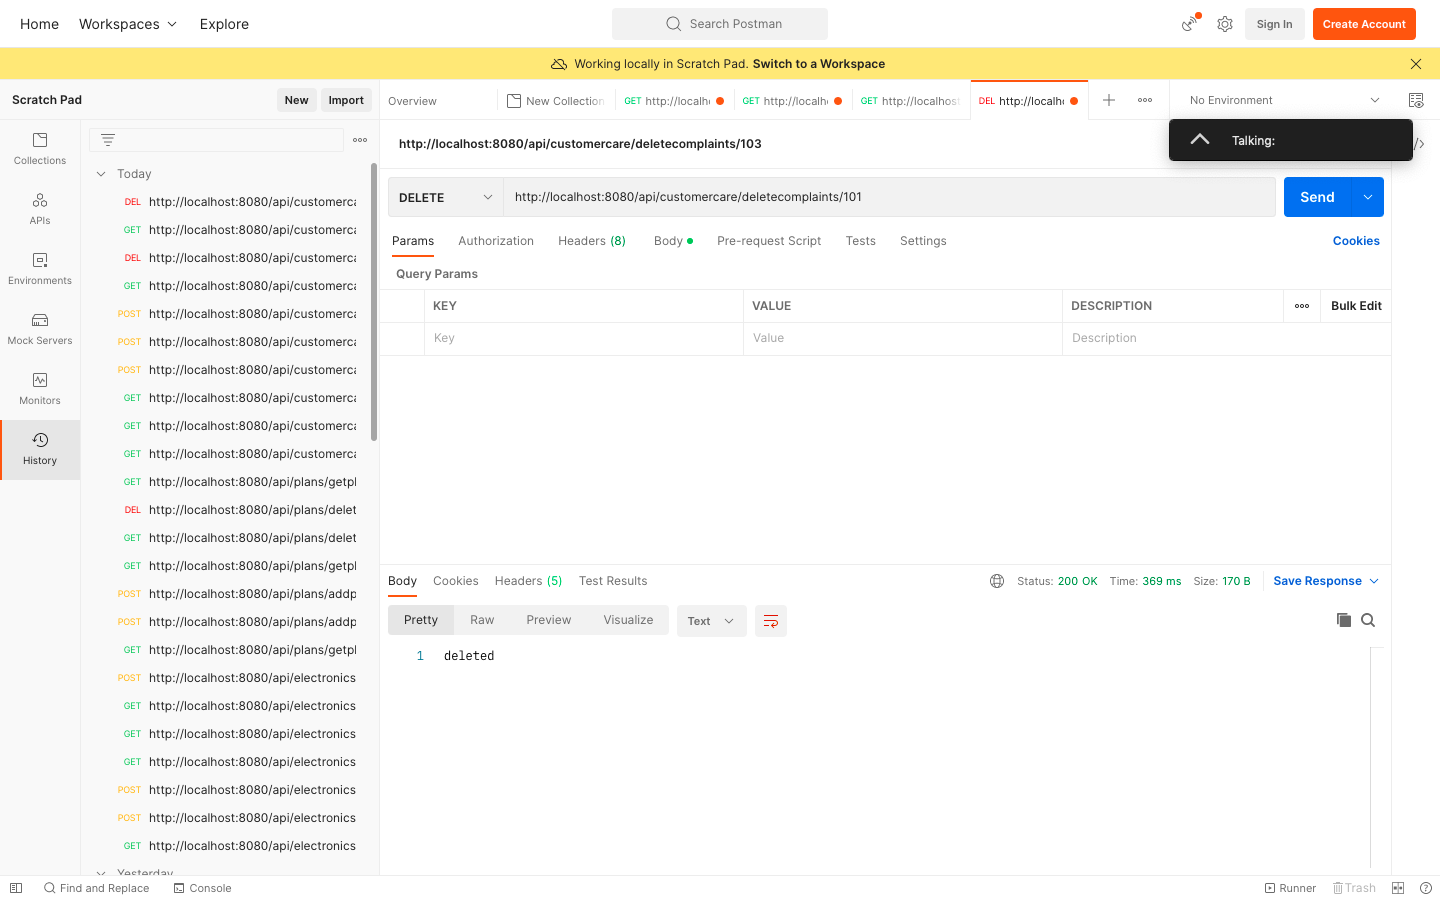 Home Workspaces Explore Search Postman Sign In Create Account
Working locally in Scratch Pad. Switch to a Workspace
Scratch Pad New Import
Overview New Collection GET http://localh DEL http://localh No Environment
GET http://localh
GET http://localhost
Talking:
Collections
APIs
Environments
Mock Servers
Monitors
History
Today
DEL http://localhost:8080/api/customerca
GET http://localhost:8080/api/customerca
DEL http://localhost:8080/api/customerca
GET http://localhost:8080/api/customerca
POST http://localhost:8080/api/customerca
POST http://localhost:8080/api/customerca
POST http://localhost:8080/api/customerca
GET http://localhost:8080/api/customerca
GET http://localhost:8080/api/customerca
GET http://localhost:8080/api/customerca
GET http://localhost:8080/api/plans/getpl
DEL http://localhost:8080/api/plans/delet
GET http://localhost:8080/api/plans/delet
GET http://localhost:8080/api/plans/getpl
POST http://localhost:8080/api/plans/addp
POST http://localhost:8080/api/plans/addp
GET http://localhost:8080/api/plans/getpl
POST http://localhost:8080/api/electronics
GET http://localhost:8080/api/electronics
GET http://localhost:8080/api/electronics
GET http://localhost:8080/api/electronics
POST http://localhost:8080/api/electronics
POST http://localhost:8080/api/electronics
GET http://localhost:8080/api/electronics
Yesterday
http://localhost:8080/api/customercare/deletecomplaints/103
DELETE http://localhost:8080/api/customercare/deletecomplaints/101 Send
Params Authorization Headers (8) Body Pre-request Script Tests Settings Cookies
Query Params
KEY VALUE DESCRIPTION Bulk Edit
Key Value Description
Body Cookies Headers (5) Test Results Status: 200 OK Time: 369 ms Size: 170 B Save Response
Pretty Raw Preview Visualize Text
1 deleted
Find and Replace Console Runner Trash